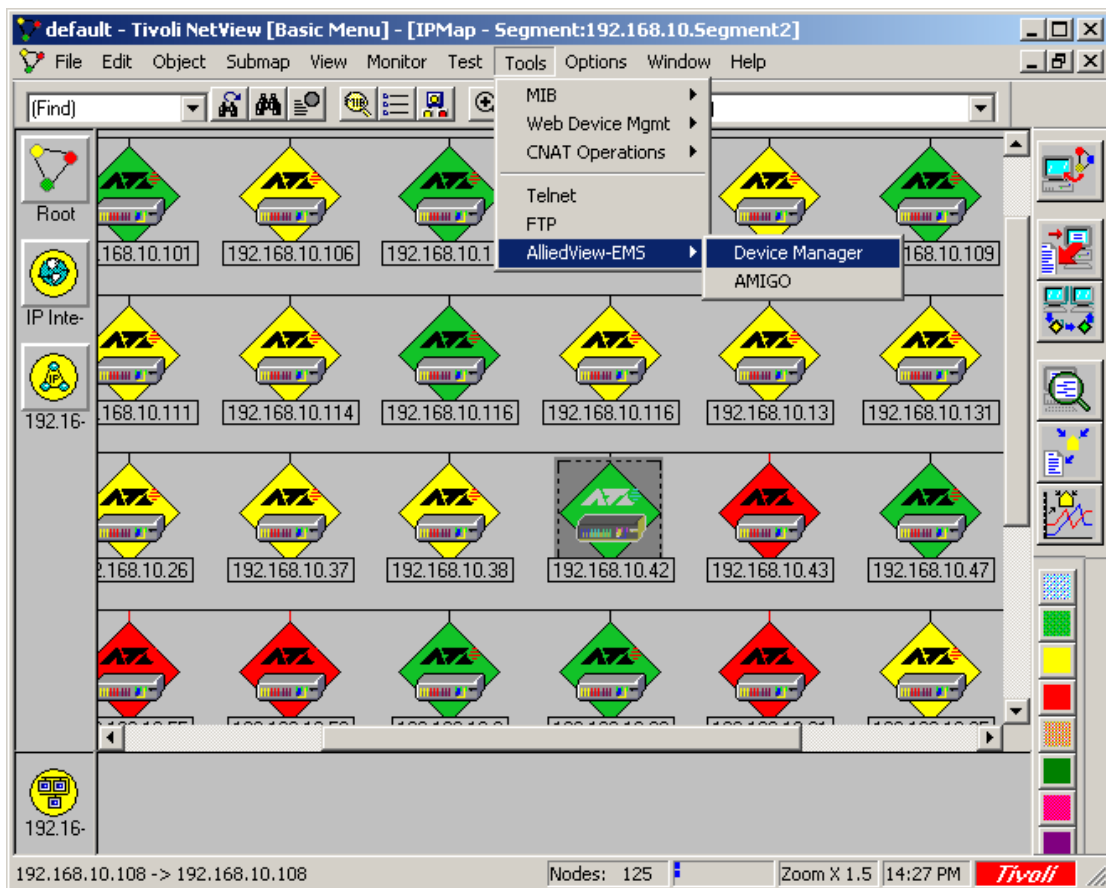 default - Tivoli NetView [Basic Menu] - [IPMap - Segment:192.168.10.Segment2]
File Edit Object Submap View Monitor Test Tools Options Window Help
(Find)
MIB
Web Device Mgmt
CNAT Operations
Telnet
FTP
AlliedView-EMS
Device Manager
AMIGO
Root
IP Inte-
192.16-
.168.10.101 192.168.10.106 192.168.10.1 168.10.109
.168.10.111 192.168.10.114 192.168.10.116 192.168.10.116 192.168.10.13 192.168.10.131
.168.10.26 192.168.10.37 192.168.10.38 192.168.10.42 192.168.10.43 192.168.10.47
192.16-
192.168.10.108 -> 192.168.10.108 Nodes: 125 Zoom X 1.5 14:27 PM Tivoli